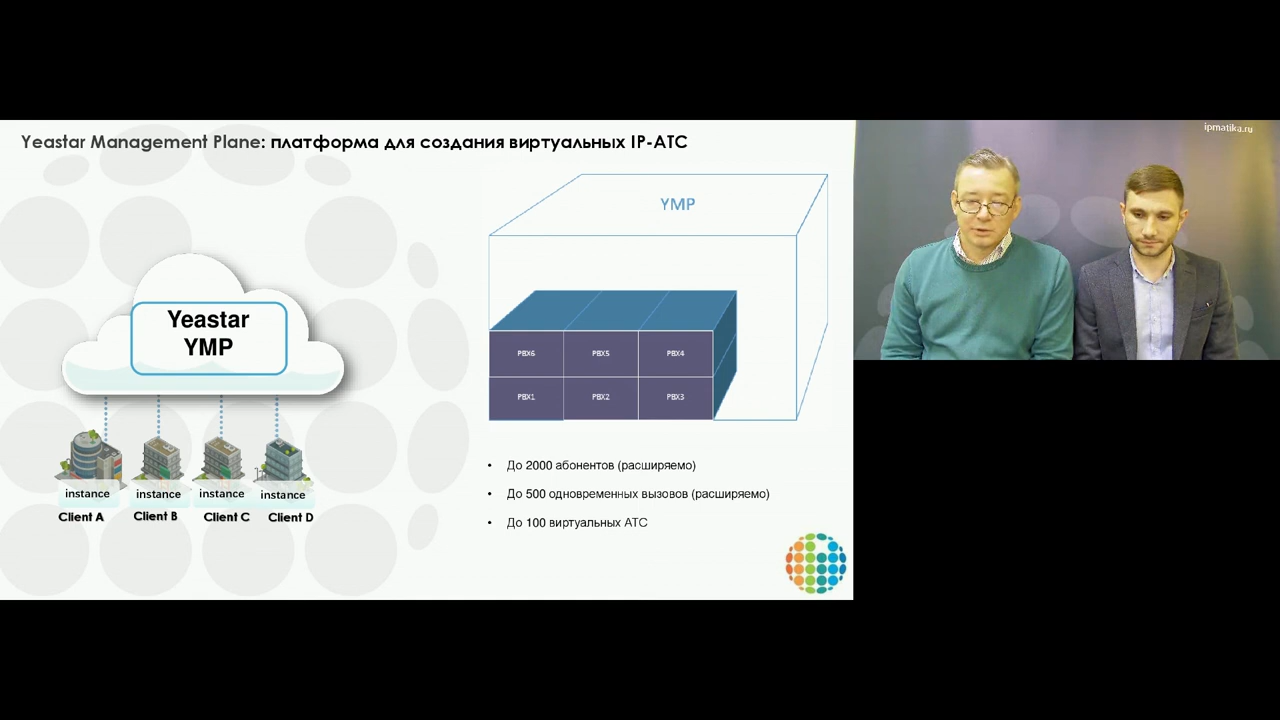 Yeastar Management Plane: платформа для создания виртуальных IP-АТС
ipmatika.ru
YMP
Yeastar
YMP
PBX6 PBX5 PBX4
PBX1 PBX2 PBX3
instance instance instance instance
Client A Client B Client C Client D
• До 2000 абонентов (расширяемо)
• До 500 одновременных вызовов (расширяемо)
• До 100 виртуальных АТС